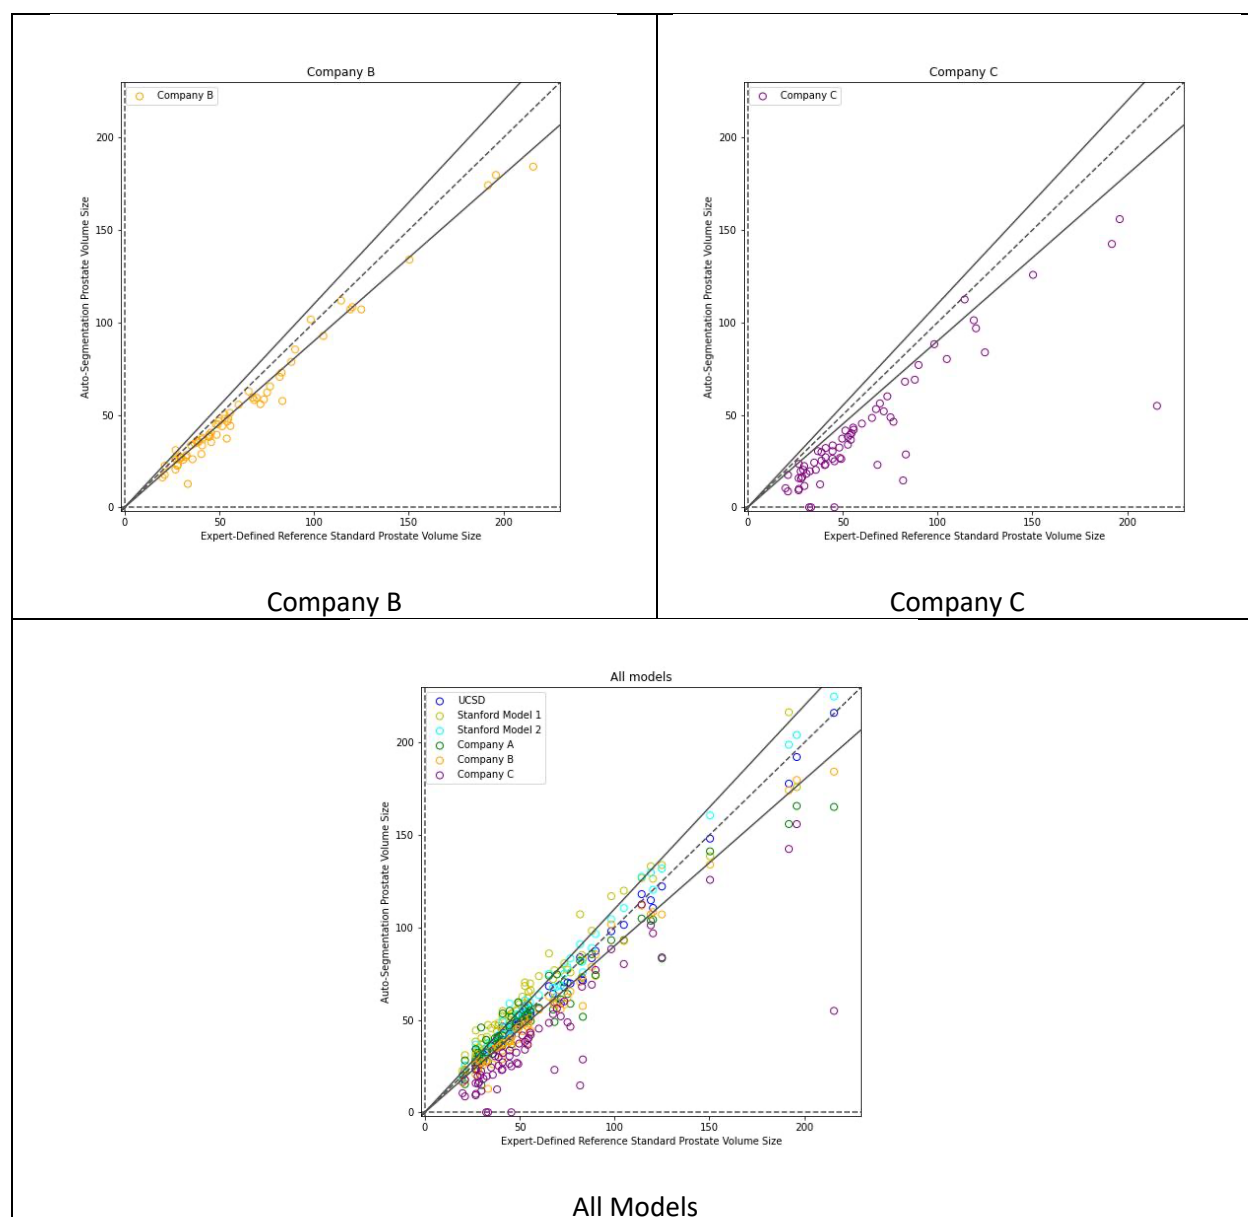 Company B
Company B
200
150
100
50
0
Auto-Segmentation Prostate Volume Size
0 50 100 150 200
Expert-Defined Reference Standard Prostate Volume Size
Company B
Company C
Company C
200
150
100
50
0
Auto-Segmentation Prostate Volume Size
0 50 100 150 200
Expert-Defined Reference Standard Prostate Volume Size
Company C
All models
UCSD
Stanford Model 1
Stanford Model 2
Company A
Company B
Company C
200
150
100
50
0
Auto-Segmentation Prostate Volume Size
0 50 100 150 200
Expert-Defined Reference Standard Prostate Volume Size
All Models